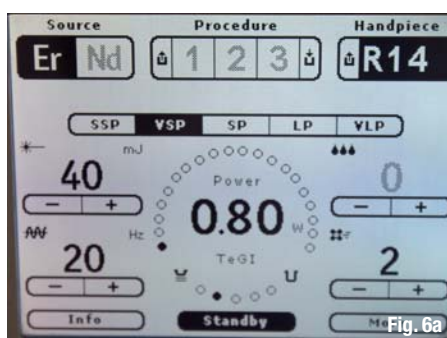 Source Procedure Handpiece
Er Nd 1 2 3 R14
SSP VSP SP LP VLP
mJ
40 Power 0
- + 0.80 W - +
Hz
20 TeGI 2
- + - +
Info Standby
Fig. 6a